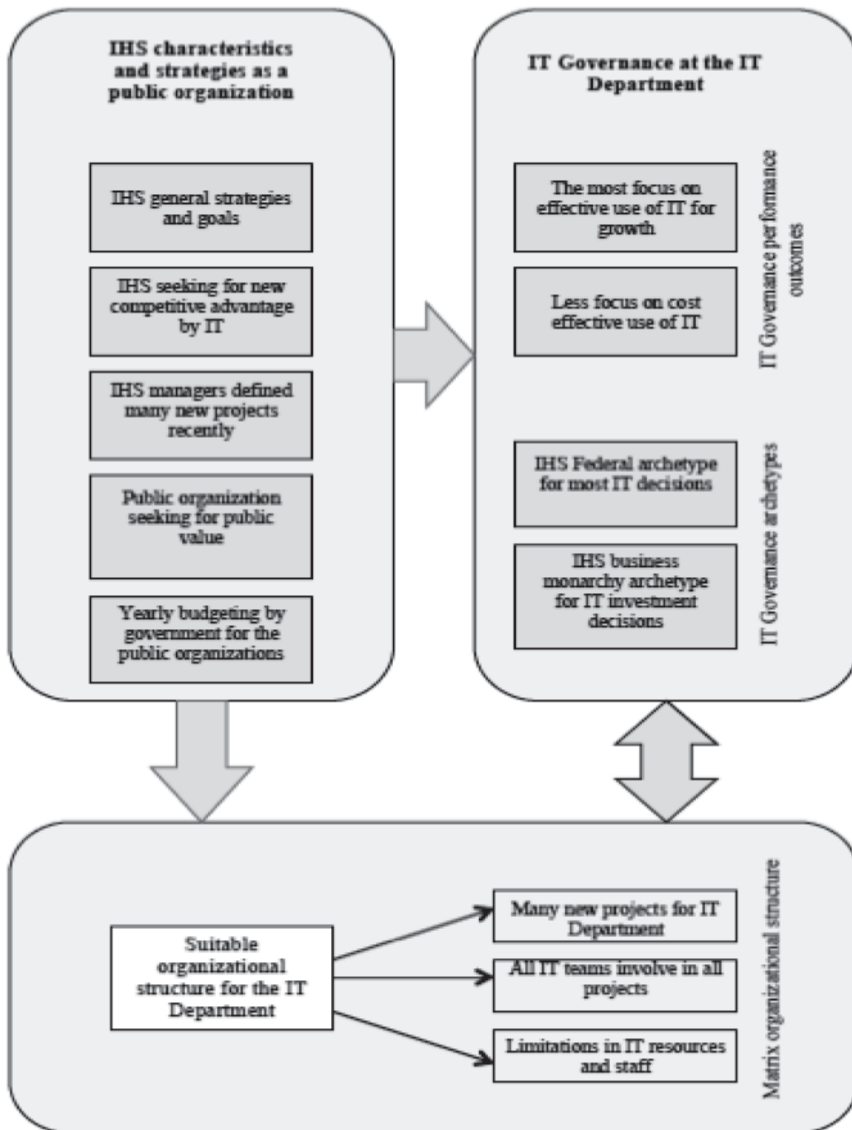 IHS characteristics
and strategies as a
public organization
IHS general strategies
and goals
IHS seeking for new
competitive advantage
by IT
IHS managers defined
many new projects
recently
Public organization
seeking for public
value
Yearly budgeting by
government for the
public organizations
IT Governance at the IT
Department
The most focus on
effective use of IT for
growth
Less focus on cost
effective use of IT
IT Governance performance
outcomes
IHS Federal archetype
for most IT decisions
IHS business
monarchy archetype
for IT investment
decisions
IT Governance archetypes
Suitable
organizational
structure for the IT
Department
Many new projects for IT
Department
All IT teams involve in all
projects
Limitations in IT resources
and staff
Matrix organizational structure